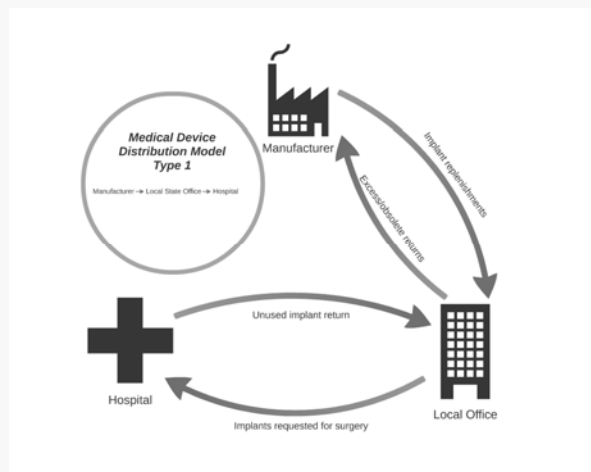 Medical Device
Distribution Model
Type 1
Manufacturer → Local State Office → Hospital
Manufacturer
Implant replenishments
Excess/obsolete returns
Unused implant return
Hospital
Local Office
Implants requested for surgery